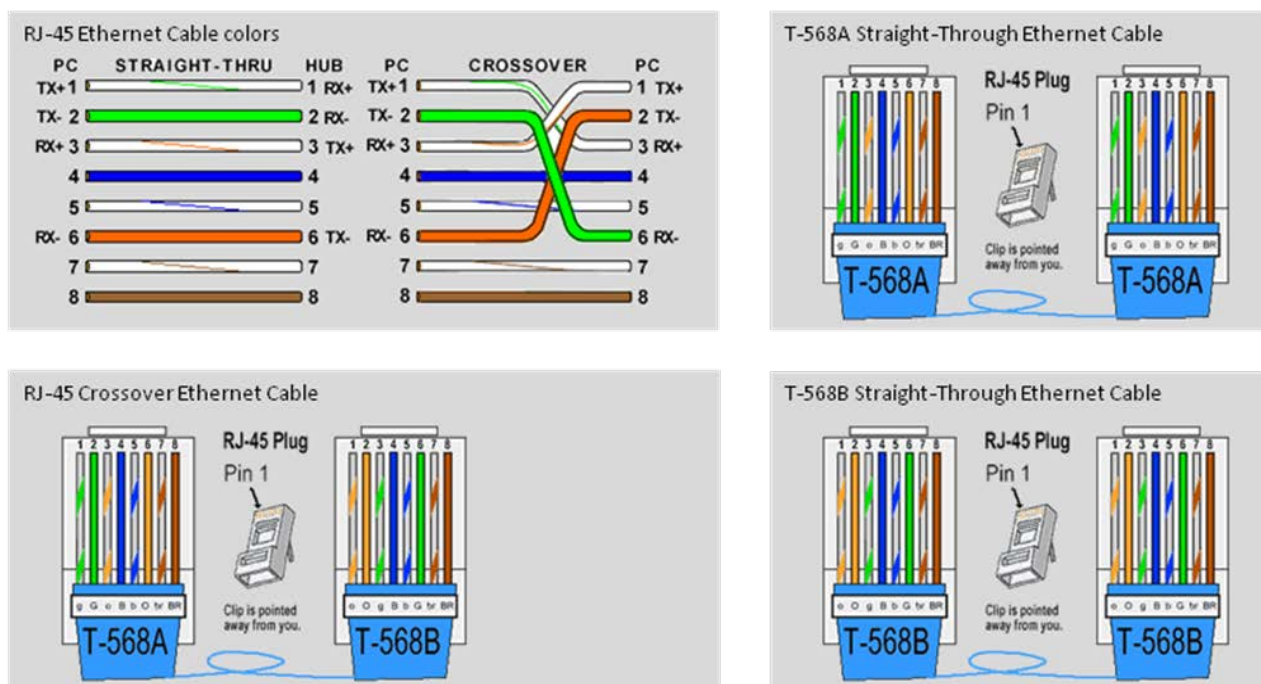 RJ-45 Ethernet Cable colors
PC STRAIGHT-THRU HUB PC CROSSOVER PC
TX+ 1 1 RX+ TX+ 1 1 TX+
TX- 2 2 RX- TX- 2 2 TX-
RX+ 3 3 TX+ RX+ 3 3 RX+
4 4 4 4
5 5 5 5
RX- 6 6 TX- RX- 6 6 RX-
7 7 7 7
8 8 8 8
T-568A Straight-Through Ethernet Cable
1 2 3 4 5 6 7 8
RJ-45 Plug
Pin 1
1 2 3 4 5 6 7 8
Clip is pointed
away from you.
g G o B b O br BR
g G o B b O br BR
T-568A
T-568A
RJ-45 Crossover Ethernet Cable
1 2 3 4 5 6 7 8
RJ-45 Plug
Pin 1
1 2 3 4 5 6 7 8
Clip is pointed
away from you.
g G o B b O br BR
o O g B b G br BR
T-568A
T-568B
T-568B Straight-Through Ethernet Cable
1 2 3 4 5 6 7 8
RJ-45 Plug
Pin 1
1 2 3 4 5 6 7 8
Clip is pointed
away from you.
o O g B b G br BR
o O g B b G br BR
T-568B
T-568B